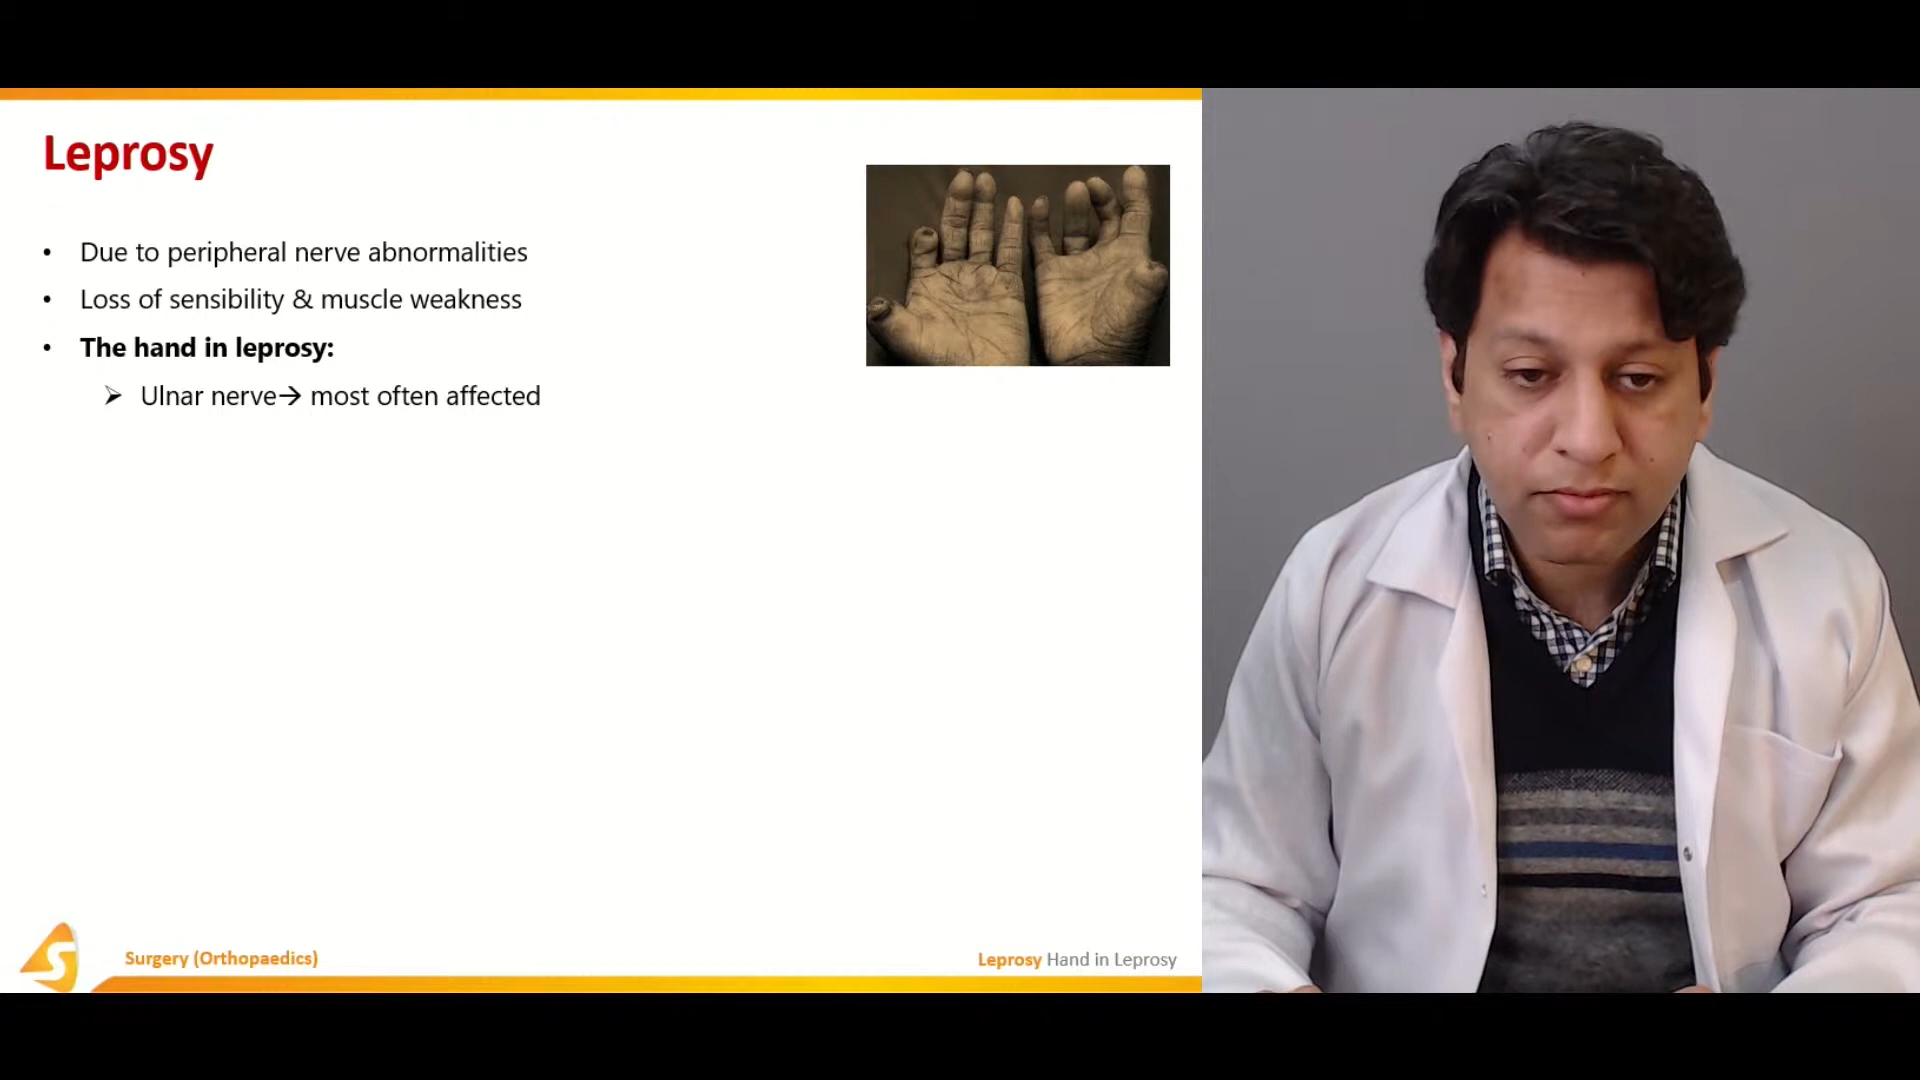 Leprosy
• Due to peripheral nerve abnormalities
• Loss of sensibility & muscle weakness
• The hand in leprosy:
➢ Ulnar nerve→ most often affected
Surgery (Orthopaedics)
Leprosy Hand in Leprosy